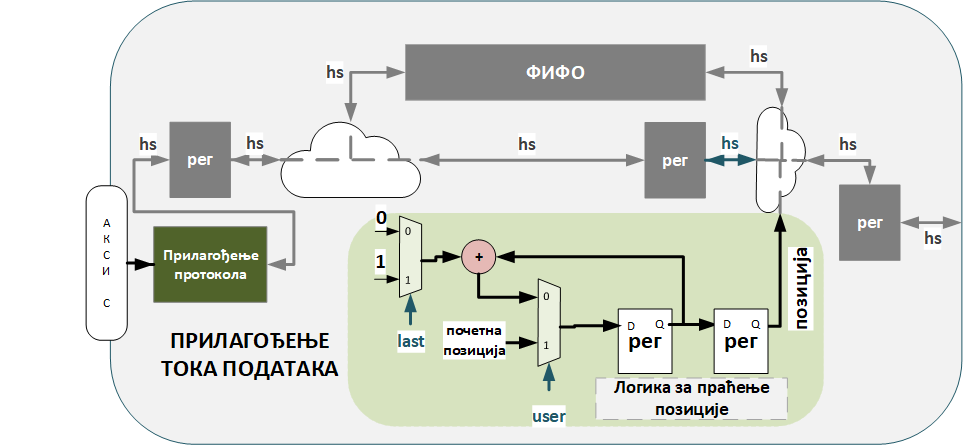 ФИФО
hs
hs
hs
рег
hs
hs
рег
hs
hs
рег
hs
АКСИ С
Прилагођење
протокола
ПРИЛАГОЂЕЊЕ
ТОКА ПОДАТАКА
0
1
0
1
last
+
почетна
позиција
0
1
user
D Q
рег
D Q
рег
позиција
Логика за праћење
позиције